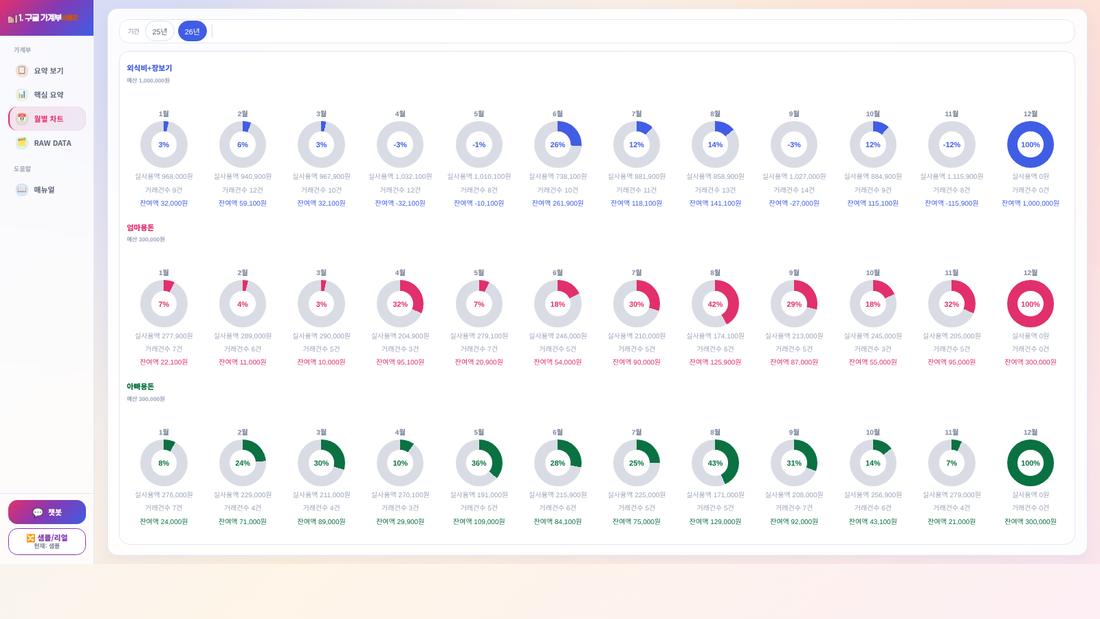 1. 구글 가계부
가계부
요약 보기
핵심 요약
월별 차트
RAW DATA
도움말
매뉴얼
챗봇
샘플/리얼
현재: 샘플
기간 25년 26년
외식비+장보기
예산 1,000,000원
1월 2월 3월 4월 5월 6월 7월 8월 9월 10월 11월 12월
3% 6% 3% -3% -1% 26% 12% 14% -3% 12% -12% 100%
실사용액 968,000원 실사용액 940,900원 실사용액 967,900원 실사용액 1,032,100원 실사용액 1,010,100원 실사용액 738,100원 실사용액 881,900원 실사용액 858,900원 실사용액 1,027,000원 실사용액 884,900원 실사용액 1,115,900원 실사용액 0원
거래건수 9건 거래건수 12건 거래건수 10건 거래건수 12건 거래건수 8건 거래건수 10건 거래건수 11건 거래건수 13건 거래건수 14건 거래건수 9건 거래건수 8건 거래건수 0건
잔여액 32,000원 잔여액 59,100원 잔여액 32,100원 잔여액 -32,100원 잔여액 -10,100원 잔여액 261,900원 잔여액 118,100원 잔여액 141,100원 잔여액 -27,000원 잔여액 115,100원 잔여액 -115,900원 잔여액 1,000,000원
엄마용돈
예산 300,000원
1월 2월 3월 4월 5월 6월 7월 8월 9월 10월 11월 12월
7% 4% 3% 32% 7% 18% 30% 42% 29% 18% 32% 100%
실사용액 277,900원 실사용액 289,000원 실사용액 290,000원 실사용액 204,900원 실사용액 279,100원 실사용액 246,000원 실사용액 210,000원 실사용액 174,100원 실사용액 213,000원 실사용액 245,000원 실사용액 205,000원 실사용액 0원
거래건수 7건 거래건수 6건 거래건수 5건 거래건수 3건 거래건수 7건 거래건수 5건 거래건수 5건 거래건수 6건 거래건수 5건 거래건수 3건 거래건수 5건 거래건수 0건
잔여액 22,100원 잔여액 11,000원 잔여액 10,000원 잔여액 95,100원 잔여액 20,900원 잔여액 54,000원 잔여액 90,000원 잔여액 125,900원 잔여액 87,000원 잔여액 55,000원 잔여액 95,000원 잔여액 300,000원
아빠용돈
예산 300,000원
1월 2월 3월 4월 5월 6월 7월 8월 9월 10월 11월 12월
8% 24% 30% 10% 36% 28% 25% 43% 31% 14% 7% 100%
실사용액 276,000원 실사용액 229,000원 실사용액 211,000원 실사용액 270,100원 실사용액 191,000원 실사용액 215,900원 실사용액 225,000원 실사용액 171,000원 실사용액 208,000원 실사용액 256,900원 실사용액 279,000원 실사용액 0원
거래건수 7건 거래건수 4건 거래건수 4건 거래건수 3건 거래건수 5건 거래건수 6건 거래건수 5건 거래건수 5건 거래건수 6건 거래건수 6건 거래건수 4건 거래건수 0건
잔여액 24,000원 잔여액 71,000원 잔여액 89,000원 잔여액 29,900원 잔여액 109,000원 잔여액 84,100원 잔여액 75,000원 잔여액 129,000원 잔여액 92,000원 잔여액 43,100원 잔여액 21,000원 잔여액 300,000원